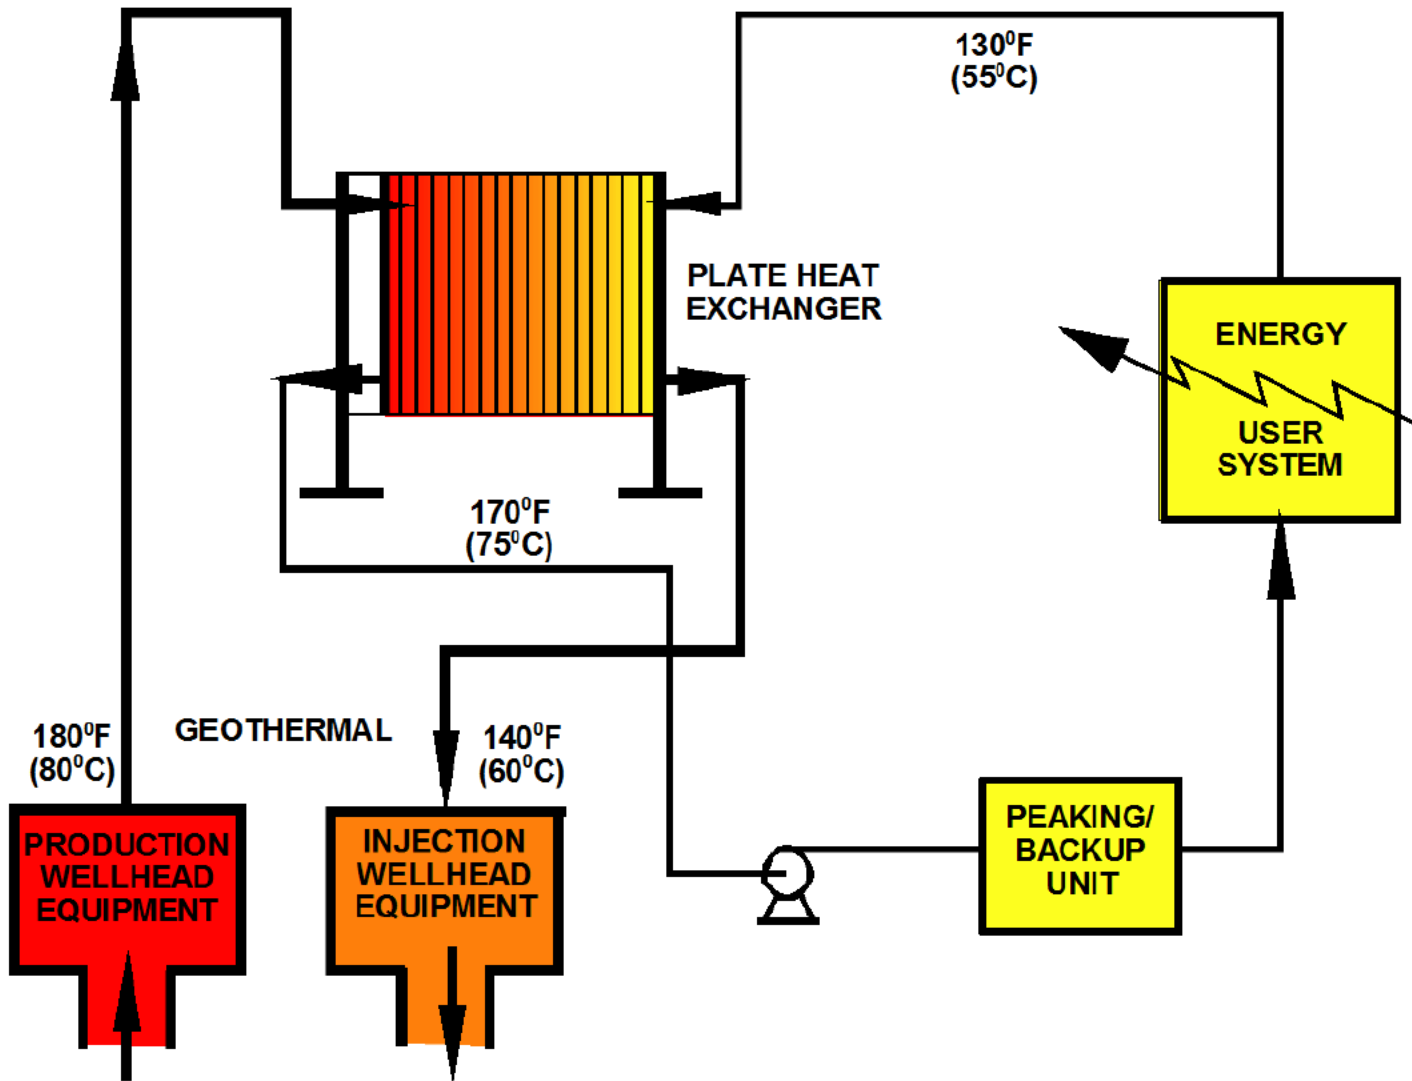 130⁰F
(55⁰C)
PLATE HEAT
EXCHANGER
ENERGY
USER
SYSTEM
170⁰F
(75⁰C)
180⁰F
(80⁰C)
GEOTHERMAL
140⁰F
(60⁰C)
PRODUCTION
WELLHEAD
EQUIPMENT
INJECTION
WELLHEAD
EQUIPMENT
PEAKING/
BACKUP
UNIT